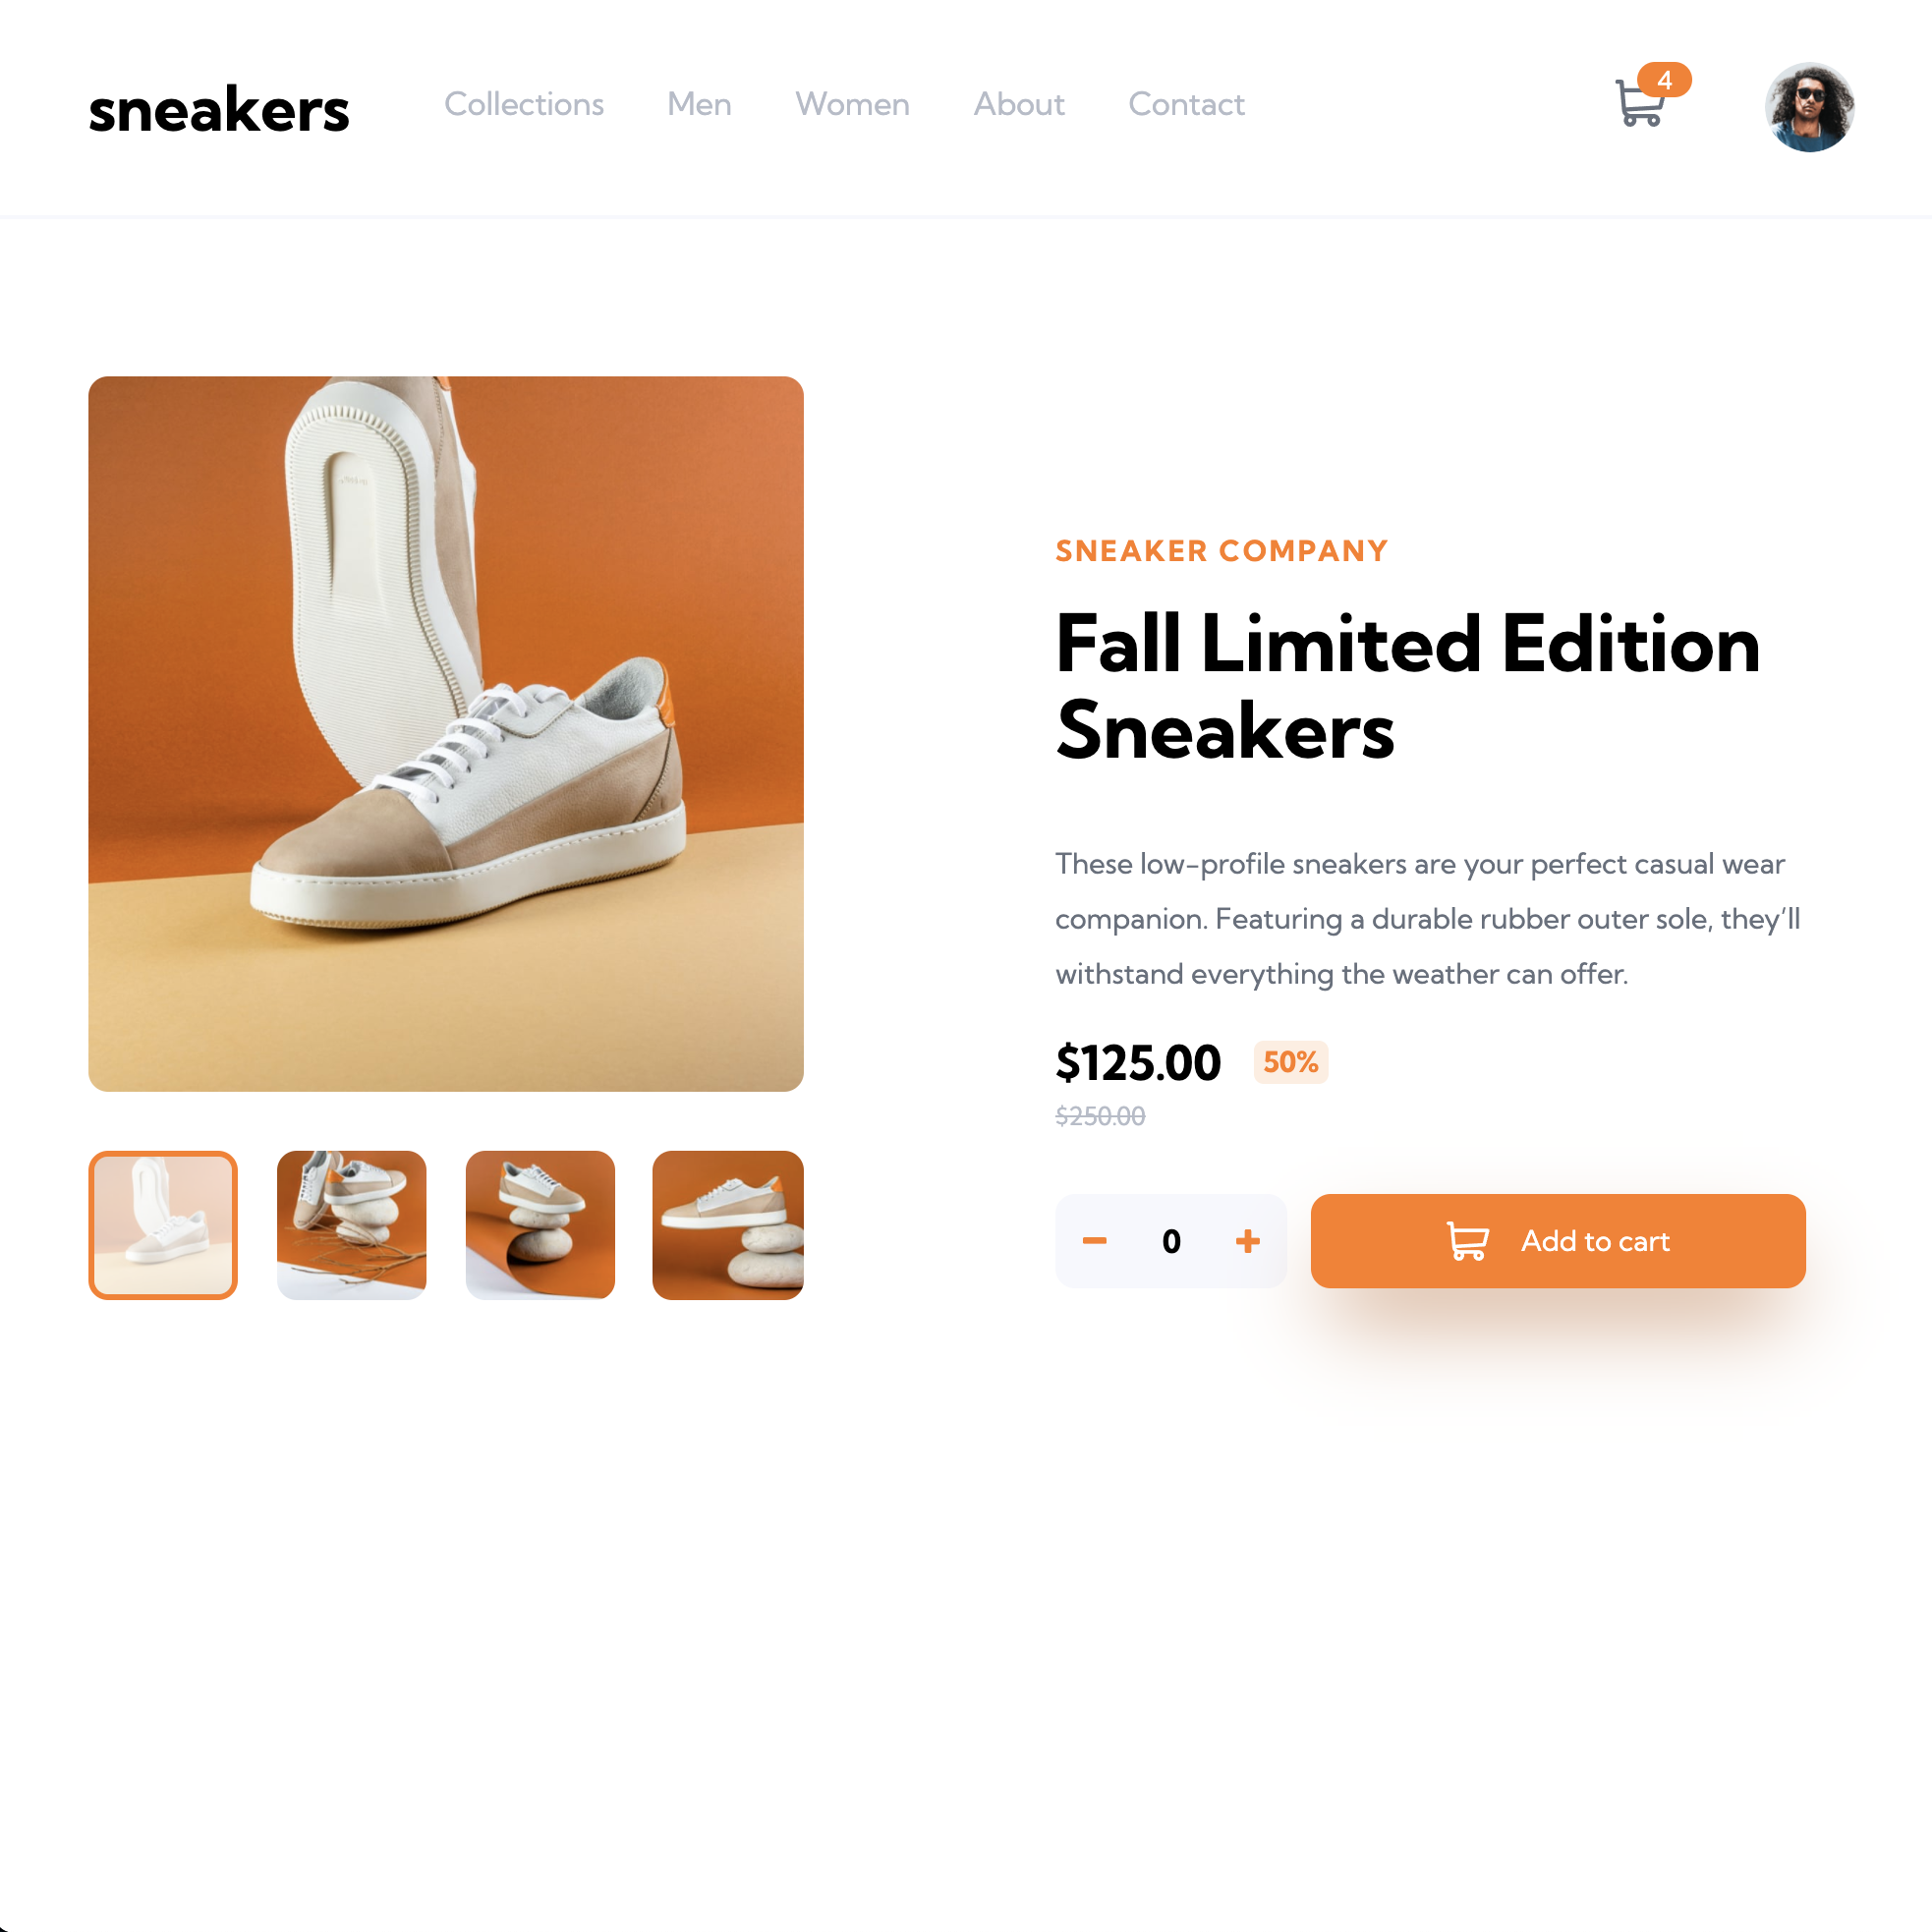 sneakers
Collections
Men
Women
About
Contact
4
SNEAKER COMPANY
Fall Limited Edition
Sneakers
These low-profile sneakers are your perfect casual wear
companion. Featuring a durable rubber outer sole, they’ll
withstand everything the weather can offer.
$125.00 50%
$250.00
0
Add to cart